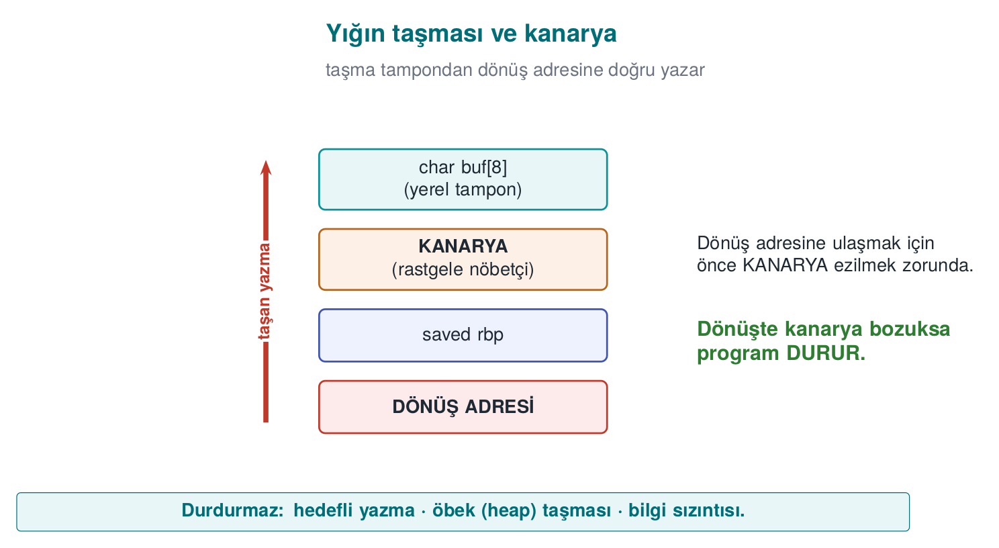 Yığın taşması ve kanarya
taşma tampondan dönüş adresine doğru yazar
char buf[8]
(yerel tampon)
taşan yazma
KANARYA
(rastgele nöbetçi)
Dönüş adresine ulaşmak için
önce KANARYA ezilmek zorunda.
saved rbp
Dönüşte kanarya bozuksa
program DURUR.
DÖNÜŞ ADRESİ
Durdurmaz: hedefli yazma · öbek (heap) taşması · bilgi sızıntısı.